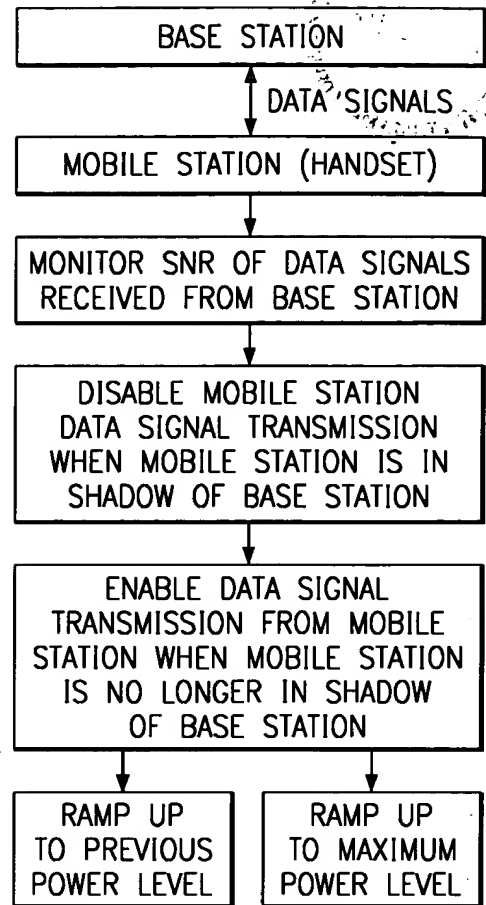 BASE STATION
DATA SIGNALS
MOBILE STATION (HANDSET)
MONITOR SNR OF DATA SIGNALS
RECEIVED FROM BASE STATION
DISABLE MOBILE STATION
DATA SIGNAL TRANSMISSION
WHEN MOBILE STATION IS IN
SHADOW OF BASE STATION
ENABLE DATA SIGNAL
TRANSMISSION FROM MOBILE
STATION WHEN MOBILE STATION
IS NO LONGER IN SHADOW
OF BASE STATION
RAMP UP
TO PREVIOUS
POWER LEVEL
RAMP UP
TO MAXIMUM
POWER LEVEL